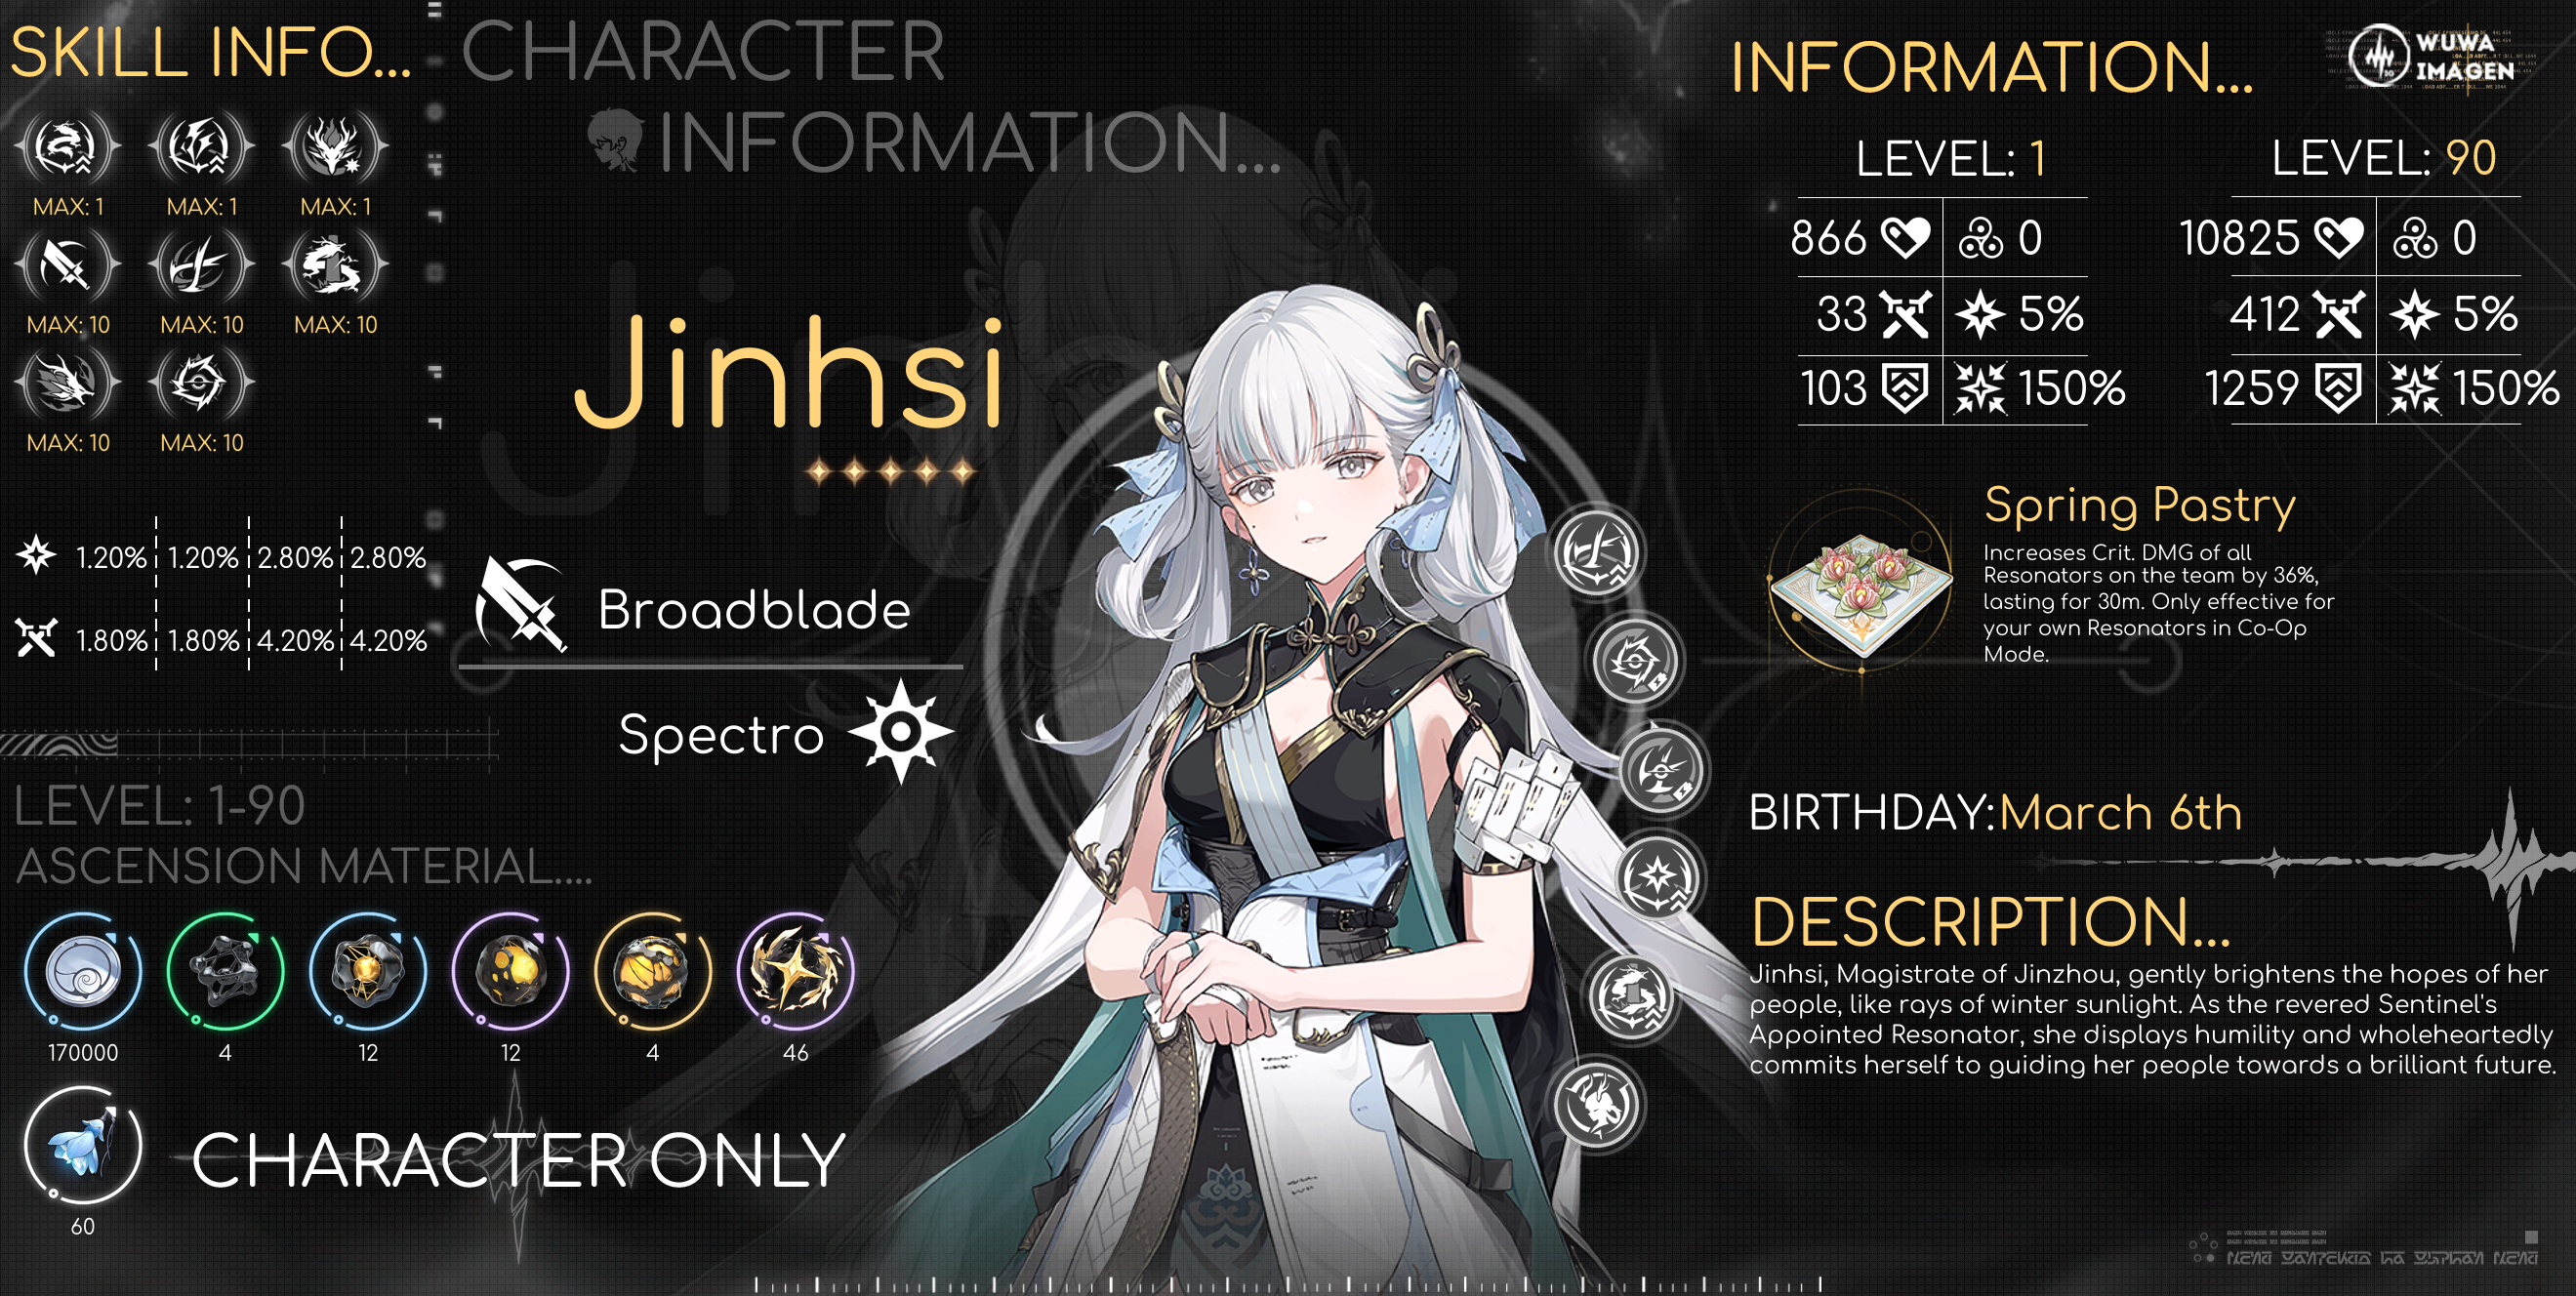 SKILL INFO...
MAX: 1
MAX: 1
MAX: 1
MAX: 10
MAX: 10
MAX: 10
MAX: 10
MAX: 10
1.20% 1.20% 2.80% 2.80%
1.80% 1.80% 4.20% 4.20%
LEVEL: 1-90
ASCENSION MATERIAL....
170000
4
12
12
4
46
60
CHARACTER ONLY
CHARACTER
INFORMATION...
Jinhsi
Broadblade
Spectro
INFORMATION...
WUWA
IMAGEN
LEVEL: 1
866 0
33 5%
103 150%
LEVEL: 90
10825 0
412 5%
1259 150%
Spring Pastry
Increases Crit. DMG of all
Resonators on the team by 36%,
lasting for 30m. Only effective for
your own Resonators in Co-Op
Mode.
BIRTHDAY:March 6th
DESCRIPTION...
Jinhsi, Magistrate of Jinzhou, gently brightens the hopes of her
people, like rays of winter sunlight. As the revered Sentinel's
Appointed Resonator, she displays humility and wholeheartedly
commits herself to guiding her people towards a brilliant future.